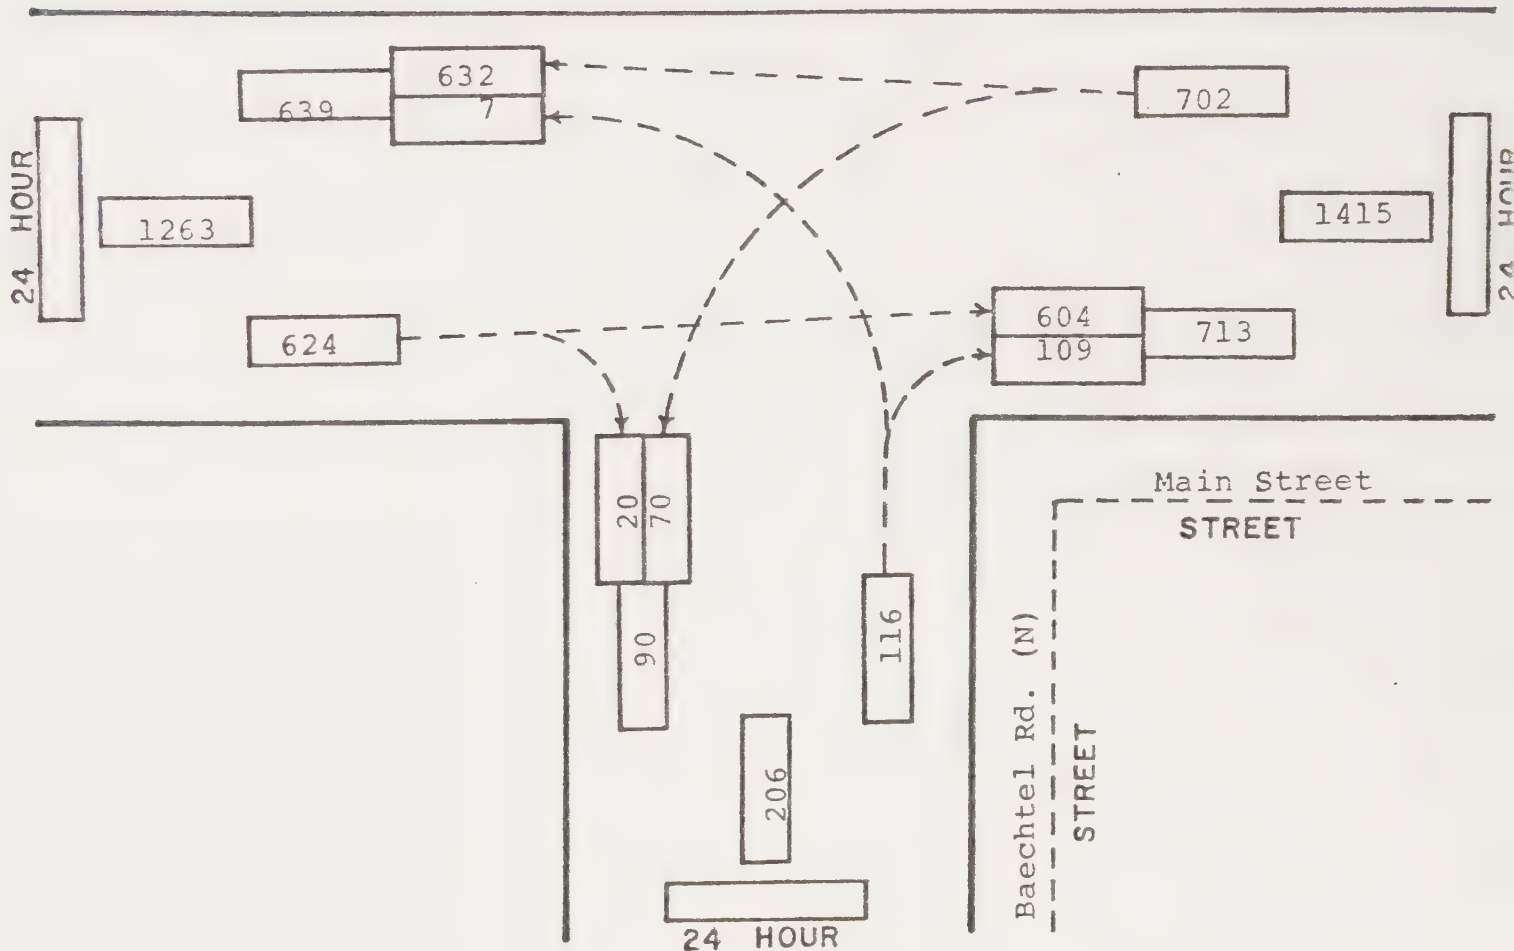 632
639
7
702
24 HOUR
1263
1415
24 HOUR
624
604
109
713
Main Street
STREET
20
70
90
116
206
Baechtel Rd. (N)
STREET
24 HOUR